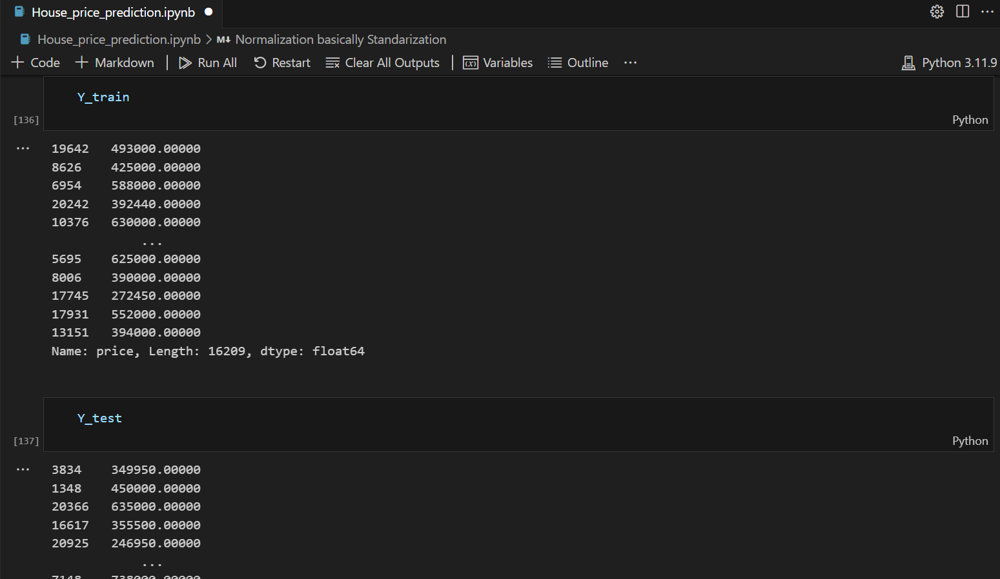 House_price_prediction.ipynb
House_price_prediction.ipynb > M↓ Normalization basically Standarization
+ Code + Markdown | Run All Restart Clear All Outputs | (x) Variables Outline ... Python 3.11.9
Y_train
[136] Python
... 19642 493000.00000
8626 425000.00000
6954 588000.00000
20242 392440.00000
10376 630000.00000
...
5695 625000.00000
8006 390000.00000
17745 272450.00000
17931 552000.00000
13151 394000.00000
Name: price, Length: 16209, dtype: float64
Y_test
[137] Python
... 3834 349950.00000
1348 450000.00000
20366 635000.00000
16617 355500.00000
20925 246950.00000
...
7148 738000.00000